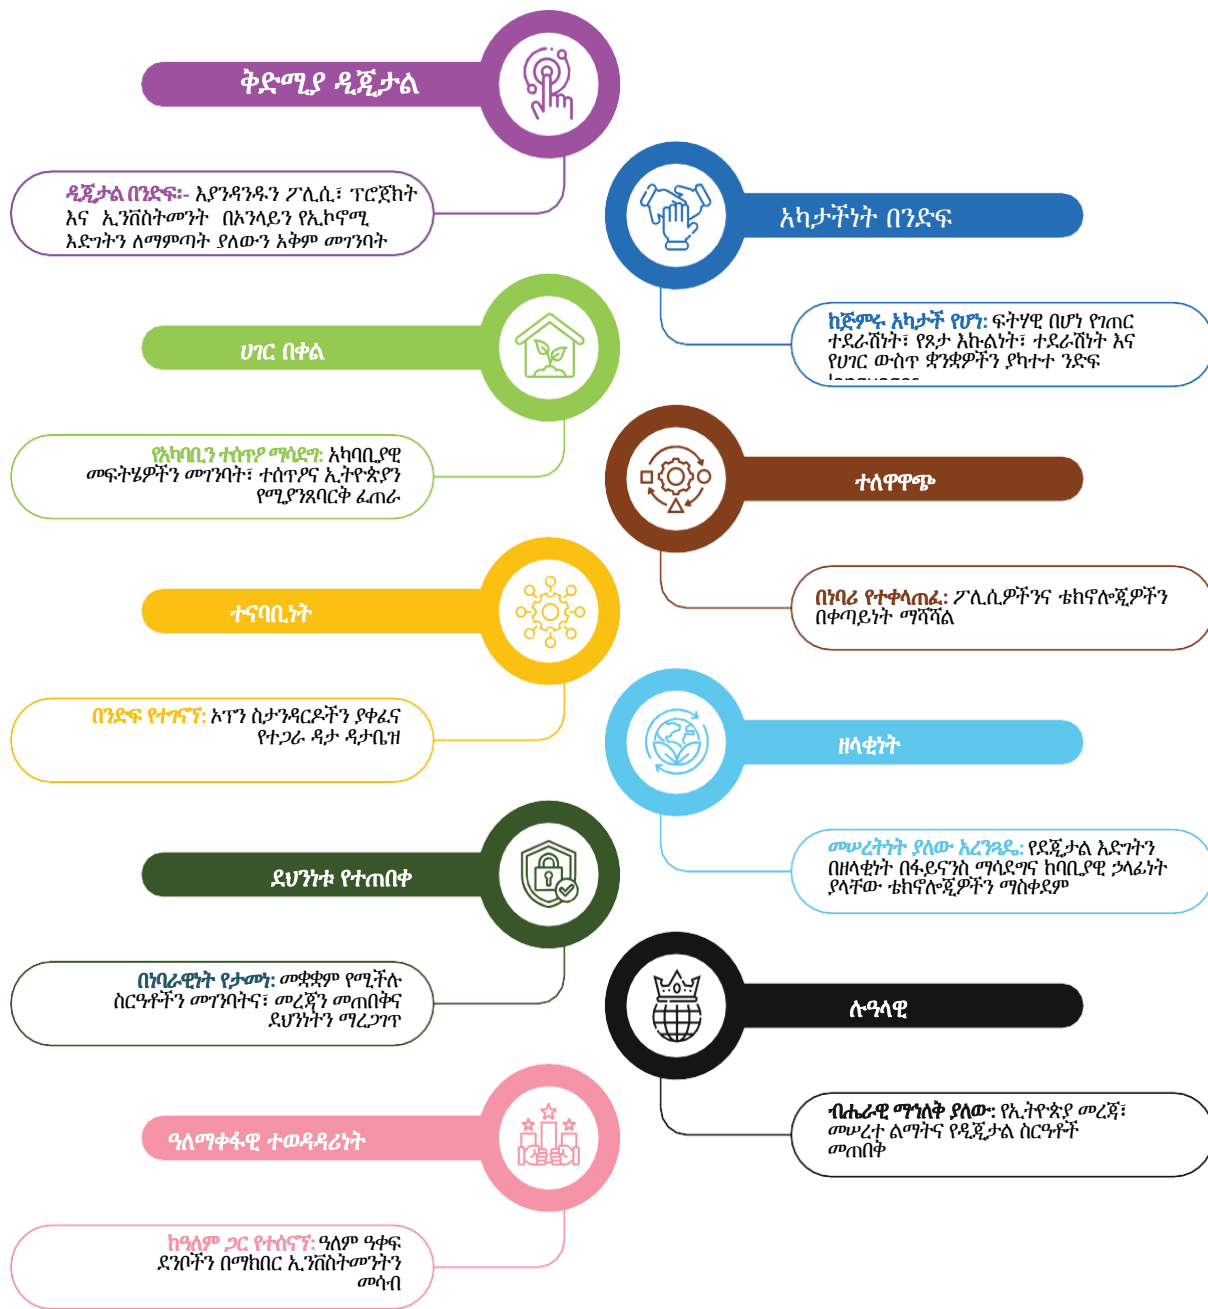 ቅድሚያ ዲጂታል
ዲጂታል በንድፍ፡- እያንዳንዱን ፖሊሲ፣ ፕሮጀክት
እና ኢንቨስትመንት በኦንላይን የኢኮኖሚ
እድገትን ለማምጣት ያለውን አቅም መገንባት
አካታችነት በንድፍ
ከጅምሩ አካታች የሆነ: ፍትሃዊ በሆነ የገጠር
ተደራሽነት፣ የጾታ እኩልነት፣ ተደራሽነት እና
የሀገር ውስጥ ቋንቋዎችን ያካተተ ንድፍ
ሀገር በቀል
የአካባቢን ተሰጥዖ ማሳደግ: አካባቢያዊ
መፍትሄዎችን መገንባት፣ ተሰጥዖና ኢትዮጵያን
የሚያንጸባርቅ ፈጠራ
ተለዋዋጭ
በነባሪ የተቀላጠፈ: ፖሊሲዎችንና ቴክኖሎጂዎችን
በቀጣይነት ማሻሻል
ተናባቢነት
በንድፍ የተገናኘ: ኦፕን ስታንዳርዶችን ያቀፈና
የተጋራ ዳታ ዳታቤዝ
ዘላቂነት
መሠረትነት ያለው አረንጓዴ: የደጂታል እድገትን
በዘላቂነት በፋይናንስ ማሳደግና ከባቢያዊ ኃላፊነት
ያላቸው ቴክኖሎጂዎችን ማስቀደም
ደህንነቱ የተጠበቀ
በነባራዊነት የታመነ: መቋቋም የሚችሉ
ስርዓቶችን መገንባትና፣ መረጃን መጠበቅና
ደህንነትን ማረጋገጥ
ሉዓላዊ
ብሔራዊ ማኅለቅ ያለው: የኢትዮጵያ መረጃ፣
መሠረተ ልማትና የዲጂታል ስርዓቶች
መጠበቅ
ዓለማቀፋዊ ተወዳዳሪነት
ከዓለም ጋር የተሰናኘ: ዓለም ዓቀፍ
ደንቦችን በማክበር ኢንቨስትመንትን
መሳብ